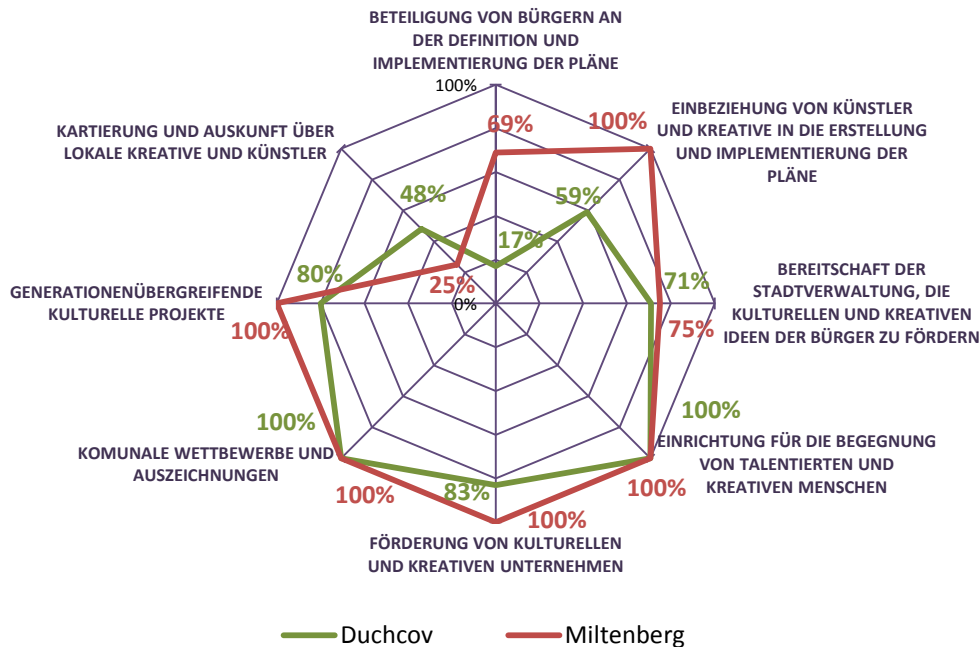 BETEILIGUNG VON BÜRGERN AN
DER DEFINITION UND
IMPLEMENTIERUNG DER PLÄNE
100%
69%
100%
EINBEZIEHUNG VON KÜNSTLER
UND KREATIVE IN DIE ERSTELLUNG
UND IMPLEMENTIERUNG DER
PLÄNE
KARTIERUNG UND AUSKUNFT ÜBER
LOKALE KREATIVE UND KÜNSTLER
48%
59%
17%
80%
25%
0%
71%
75%
GENERATIONENÜBERGREIFENDE
KULTURELLE PROJEKTE
100%
BEREITSCHAFT DER
STADTVERWALTUNG, DIE
KULTURELLEN UND KREATIVEN
IDEEN DER BÜRGER ZU FÖRDERN
100%
100%
KOMUNALE WETTBEWERBE UND
AUSZEICHNUNGEN
100%
83%
100%
100%
EINRICHTUNG FÜR DIE BEGEGNUNG
VON TALENTIERTEN UND
KREATIVEN MENSCHEN
FÖRDERUNG VON KULTURELLEN
UND KREATIVEN UNTERNEHMEN
Duchcov
Miltenberg